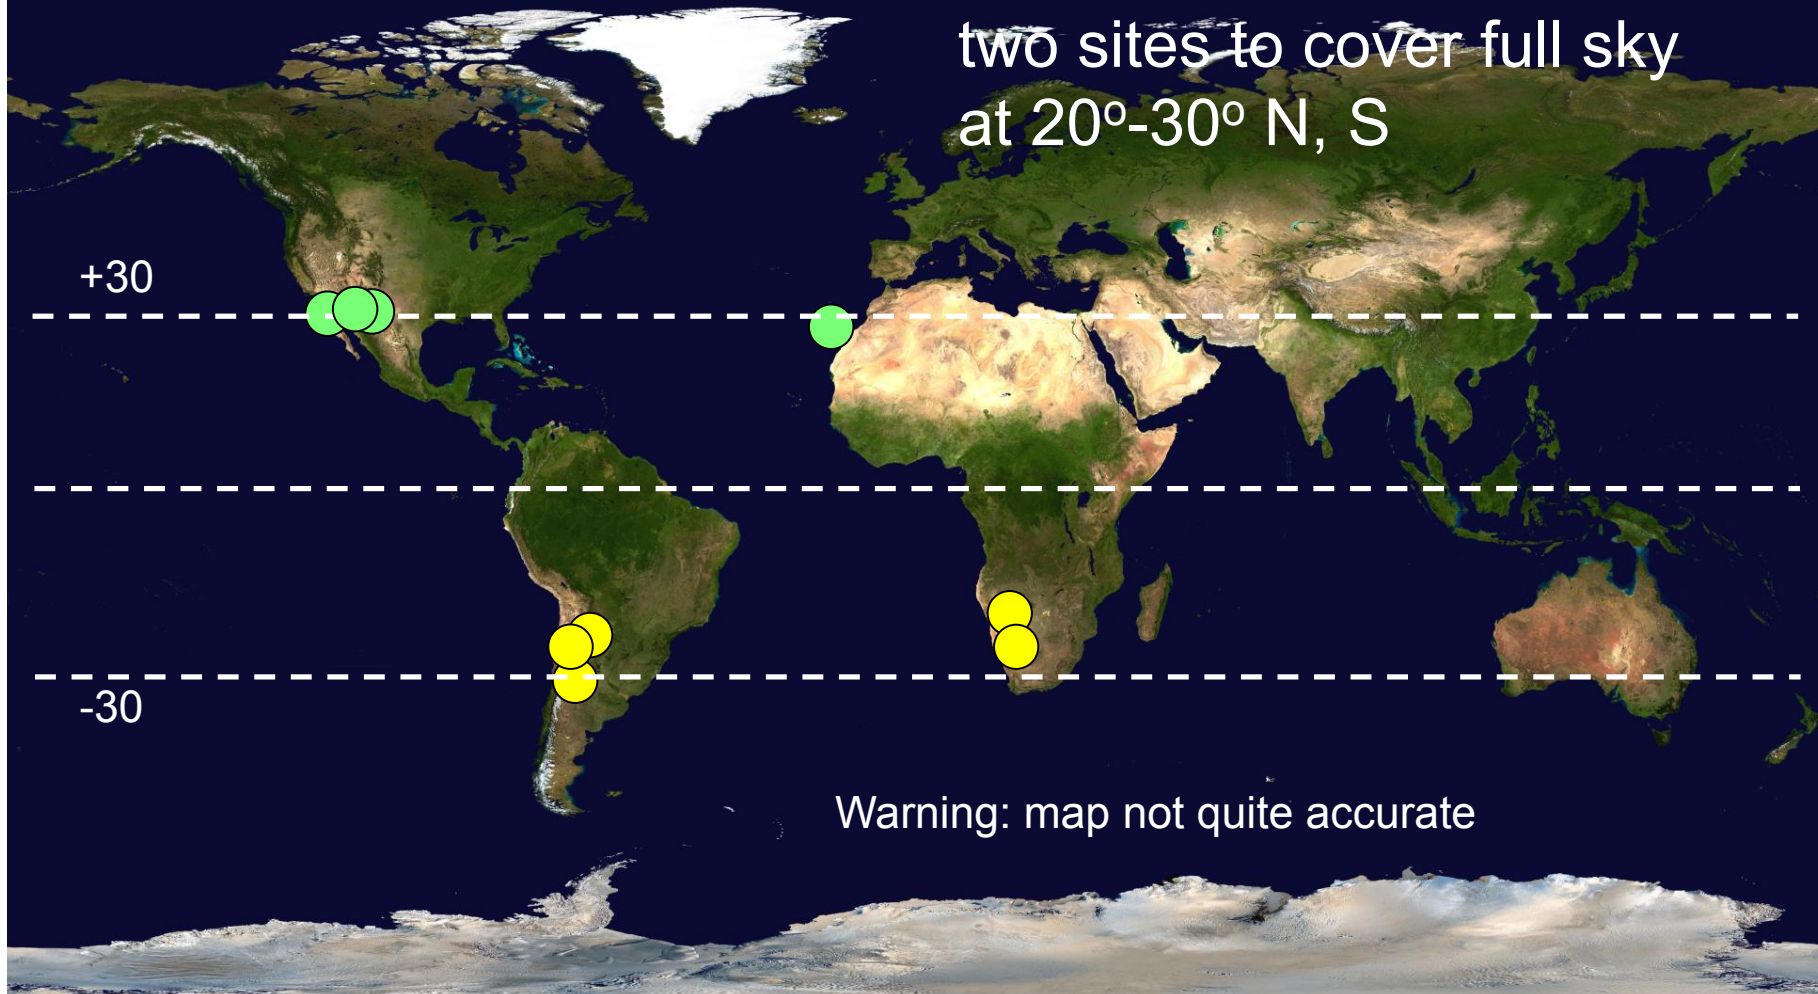 two sites to cover full sky
at 20º-30º N, S
+30
-30
Warning: map not quite accurate